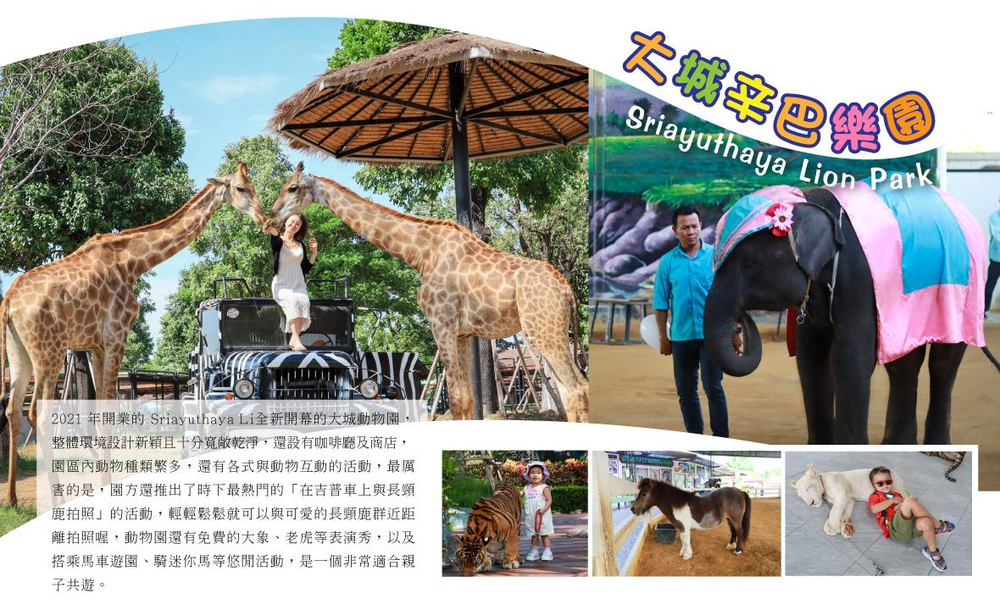 大城辛巴樂園
Sriayuthaya Lion Park
2021 年開業的 Sriayuthaya Li全新開幕的大城動物園，
整體環境設計新穎且十分寬敞乾淨，還設有咖啡廳及商店，
園區內動物種類繁多，還有各式與動物互動的活動，最厲
害的是，園方還推出了時下最熱門的「在吉普車上與長頸
鹿拍照」的活動，輕輕鬆鬆就可以與可愛的長頸鹿群近距
離拍照喔，動物園還有免費的大象、老虎等表演秀，以及
搭乘馬車遊園、騎迷你馬等悠閒活動，是一個非常適合親
子共遊。